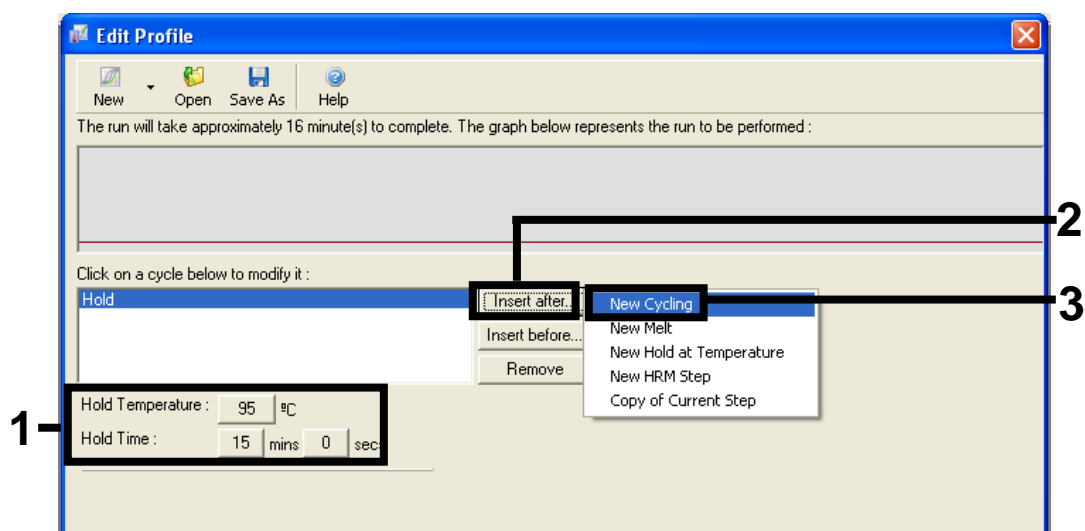 Edit Profile
New Open Save As Help
The run will take approximately 16 minute(s) to complete. The graph below represents the run to be performed :
2
Click on a cycle below to modify it :
Hold Insert after... New Cycling
3
Insert before... New Melt
New Hold at Temperature
Remove New HRM Step
Copy of Current Step
1
Hold Temperature : 95 ºC
Hold Time : 15 mins 0 sec